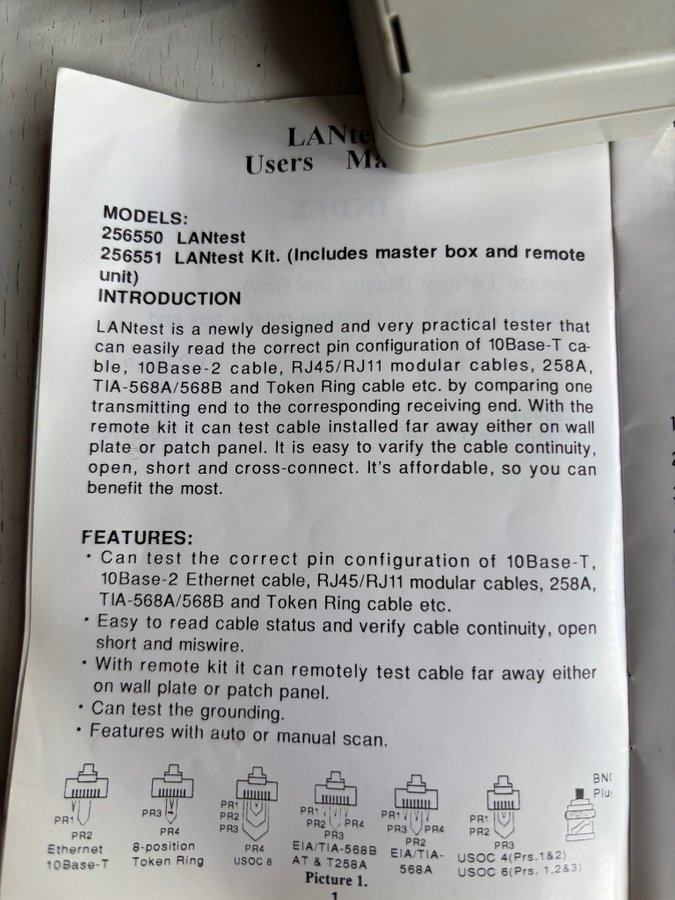 LANte
Users Ma
MODELS:
256550 LANtest
256551 LANtest Kit. (Includes master box and remote
unit)
INTRODUCTION
LANtest is a newly designed and very practical tester that
can easily read the correct pin configuration of 10Base-T ca-
ble, 10Base-2 cable, RJ45/RJ11 modular cables, 258A,
TIA-568A/568B and Token Ring cable etc. by comparing one
transmitting end to the corresponding receiving end. With the
remote kit it can test cable installed far away either on wall
plate or patch panel. It is easy to varify the cable continuity,
open, short and cross-connect. It's affordable, so you can
benefit the most.
FEATURES:
• Can test the correct pin configuration of 10Base-T,
10Base-2 Ethernet cable, RJ45/RJ11 modular cables, 258A,
TIA-568A/568B and Token Ring cable etc.
• Easy to read cable status and verify cable continuity, open
short and miswire.
• With remote kit it can remotely test cable far away either
on wall plate or patch panel.
• Can test the grounding.
• Features with auto or manual scan.
PR1
PR2
Ethernet
10Base-T
PR3
PR4
8-position
Token Ring
PR1
PR2
PR3
PR4
USOC 8
PR1
PR2 PR4
PR3
EIA/TIA-568B
AT & T258A
PR1
PR3 PR4
PR2
EIA/TIA-
568A
PR1
PR2
PR3
USOC 4(Prs.1&2)
USOC 6(Prs. 1,2&3)
BNC
Plu
Picture 1.
1